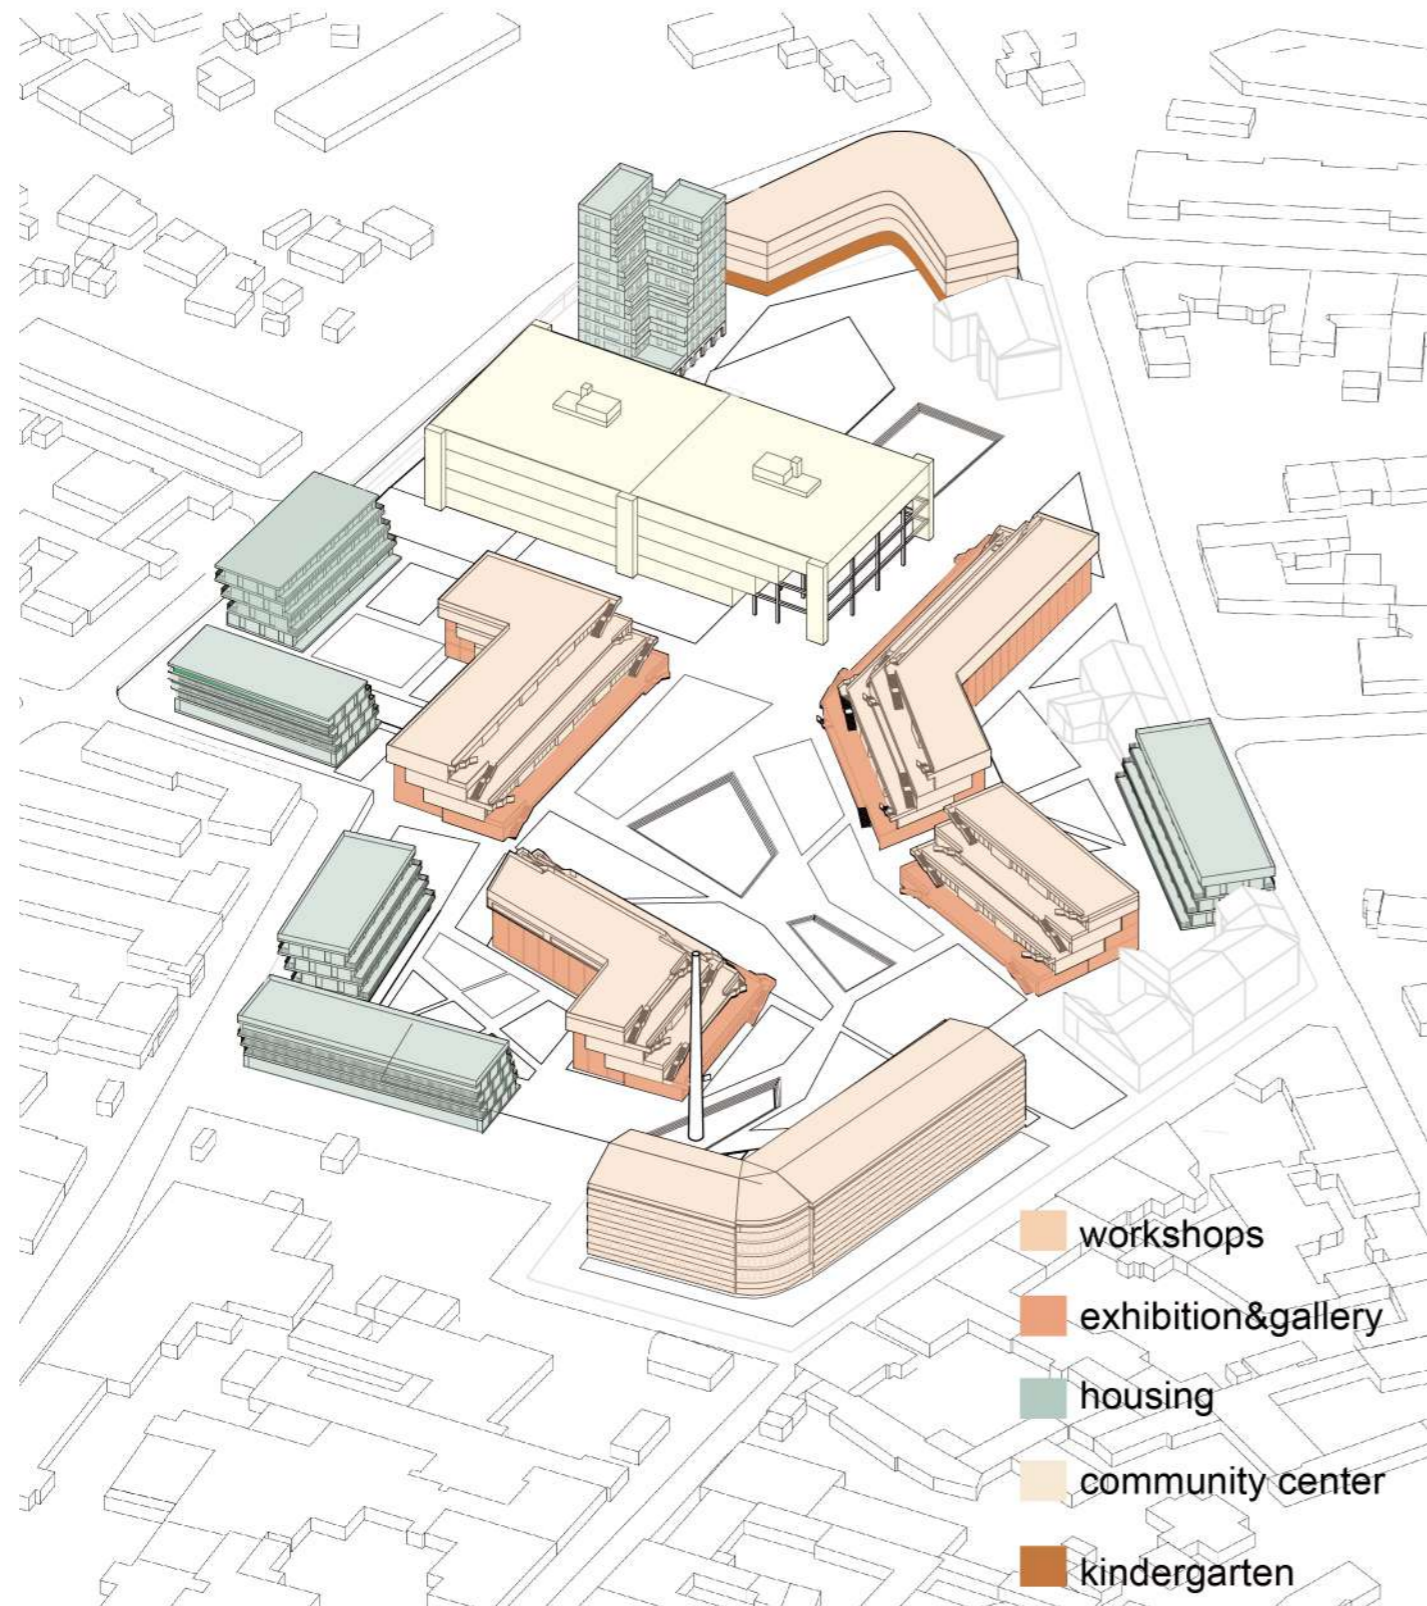 workshops
exhibition&gallery
housing
community center
kindergarten